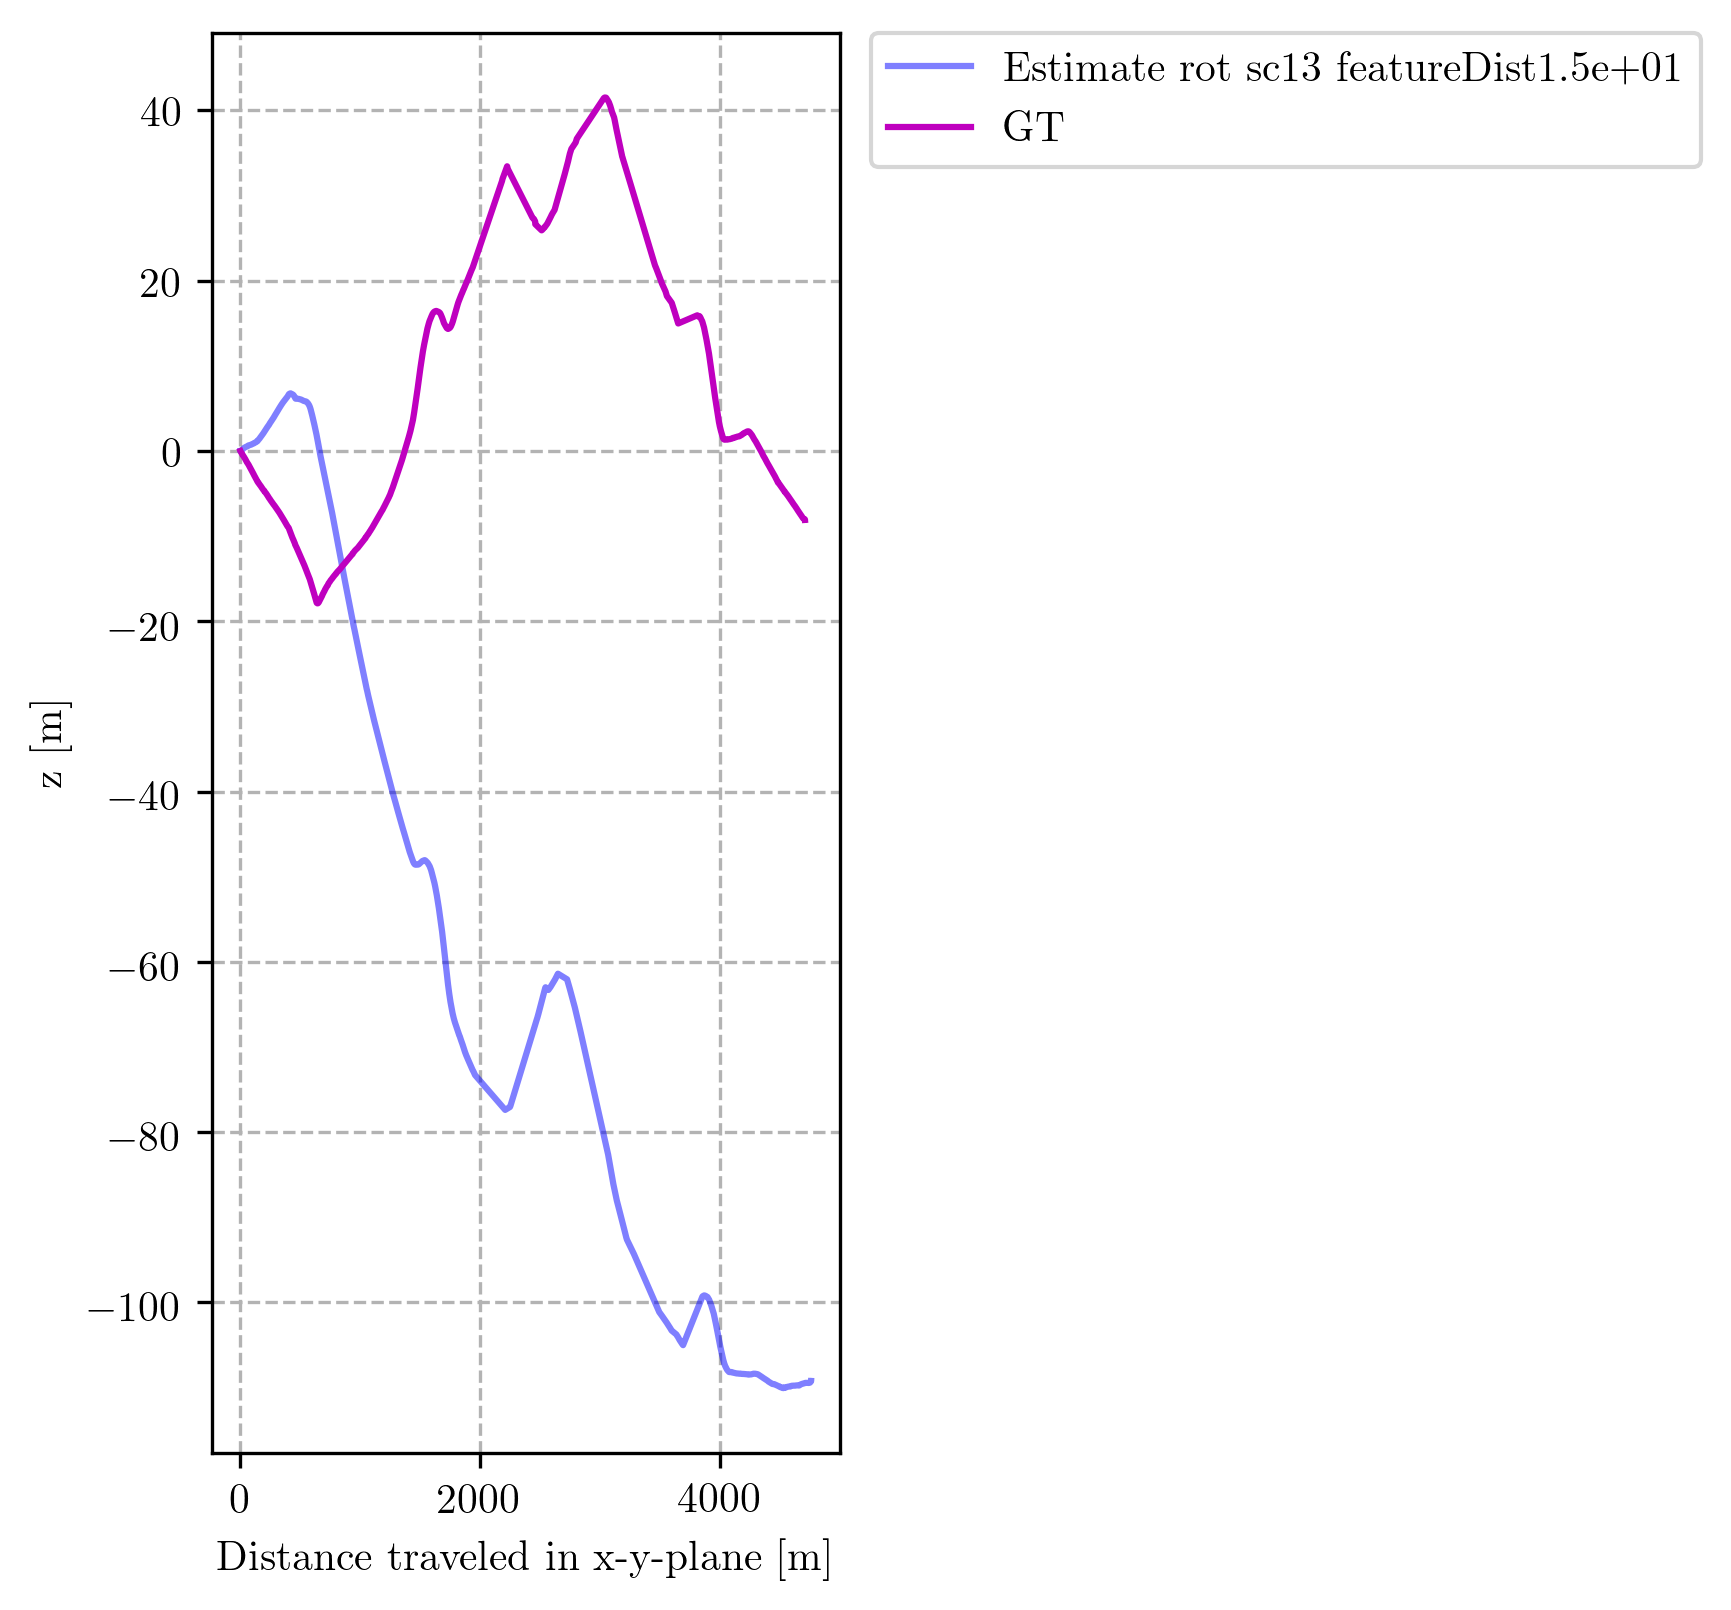 Estimate rot sc13 featureDist1.5e+01
GT
40
20
0
−20
−40
−60
−80
−100
z [m]
0 2000 4000
Distance traveled in x-y-plane [m]